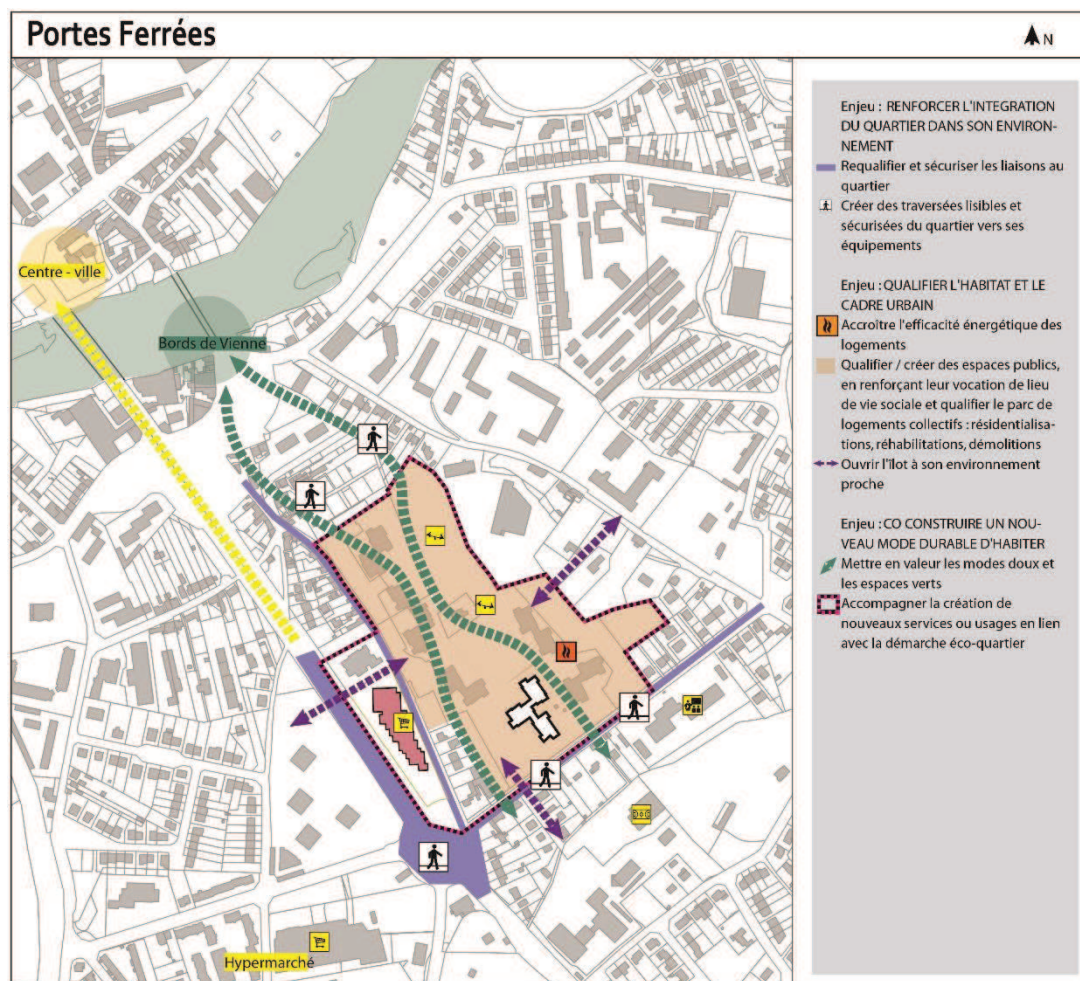 Portes Ferrées
N
Centre - ville
Bords de Vienne
Hypermarché
Enjeu : RENFORCER L'INTEGRATION
DU QUARTIER DANS SON ENVIRON-
NEMENT
Requalifier et sécuriser les liaisons au
quartier
Créer des traversées lisibles et
sécurisées du quartier vers ses
équipements
Enjeu : QUALIFIER L'HABITAT ET LE
CADRE URBAIN
Accroître l'efficacité énergétique des
logements
Qualifier / créer des espaces publics,
en renforçant leur vocation de lieu
de vie sociale et qualifier le parc de
logements collectifs : résidentialisa-
tions, réhabilitations, démolitions
Ouvrir l'îlot à son environnement
proche
Enjeu : CO CONSTRUIRE UN NOU-
VEAU MODE DURABLE D'HABITER
Mettre en valeur les modes doux et
les espaces verts
Accompagner la création de
nouveaux services ou usages en lien
avec la démarche éco-quartier